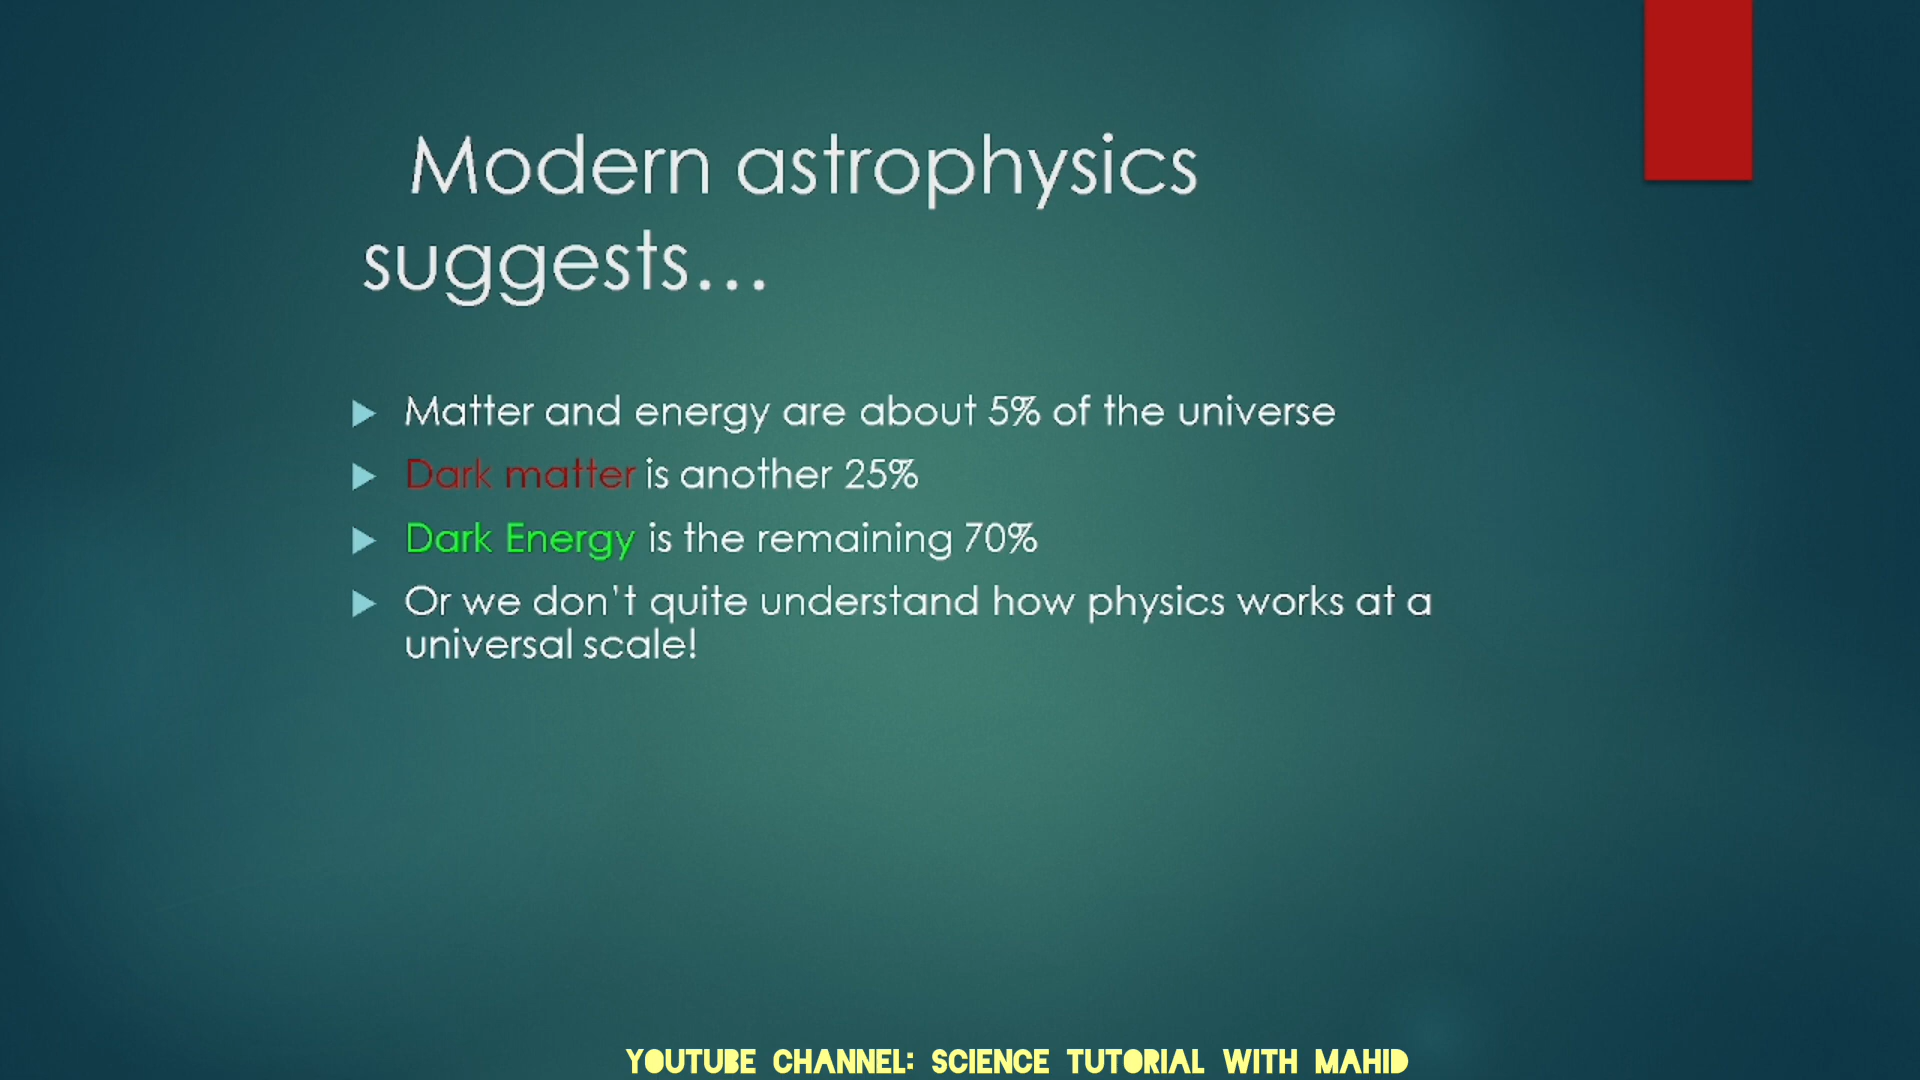 Modern astrophysics
suggests...
Matter and energy are about 5% of the universe
Dark matter is another 25%
Dark Energy is the remaining 70%
Or we don't quite understand how physics works at a
universal scale!
YOUTUBE CHANNEL: SCIENCE TUTORIAL WITH MAHID